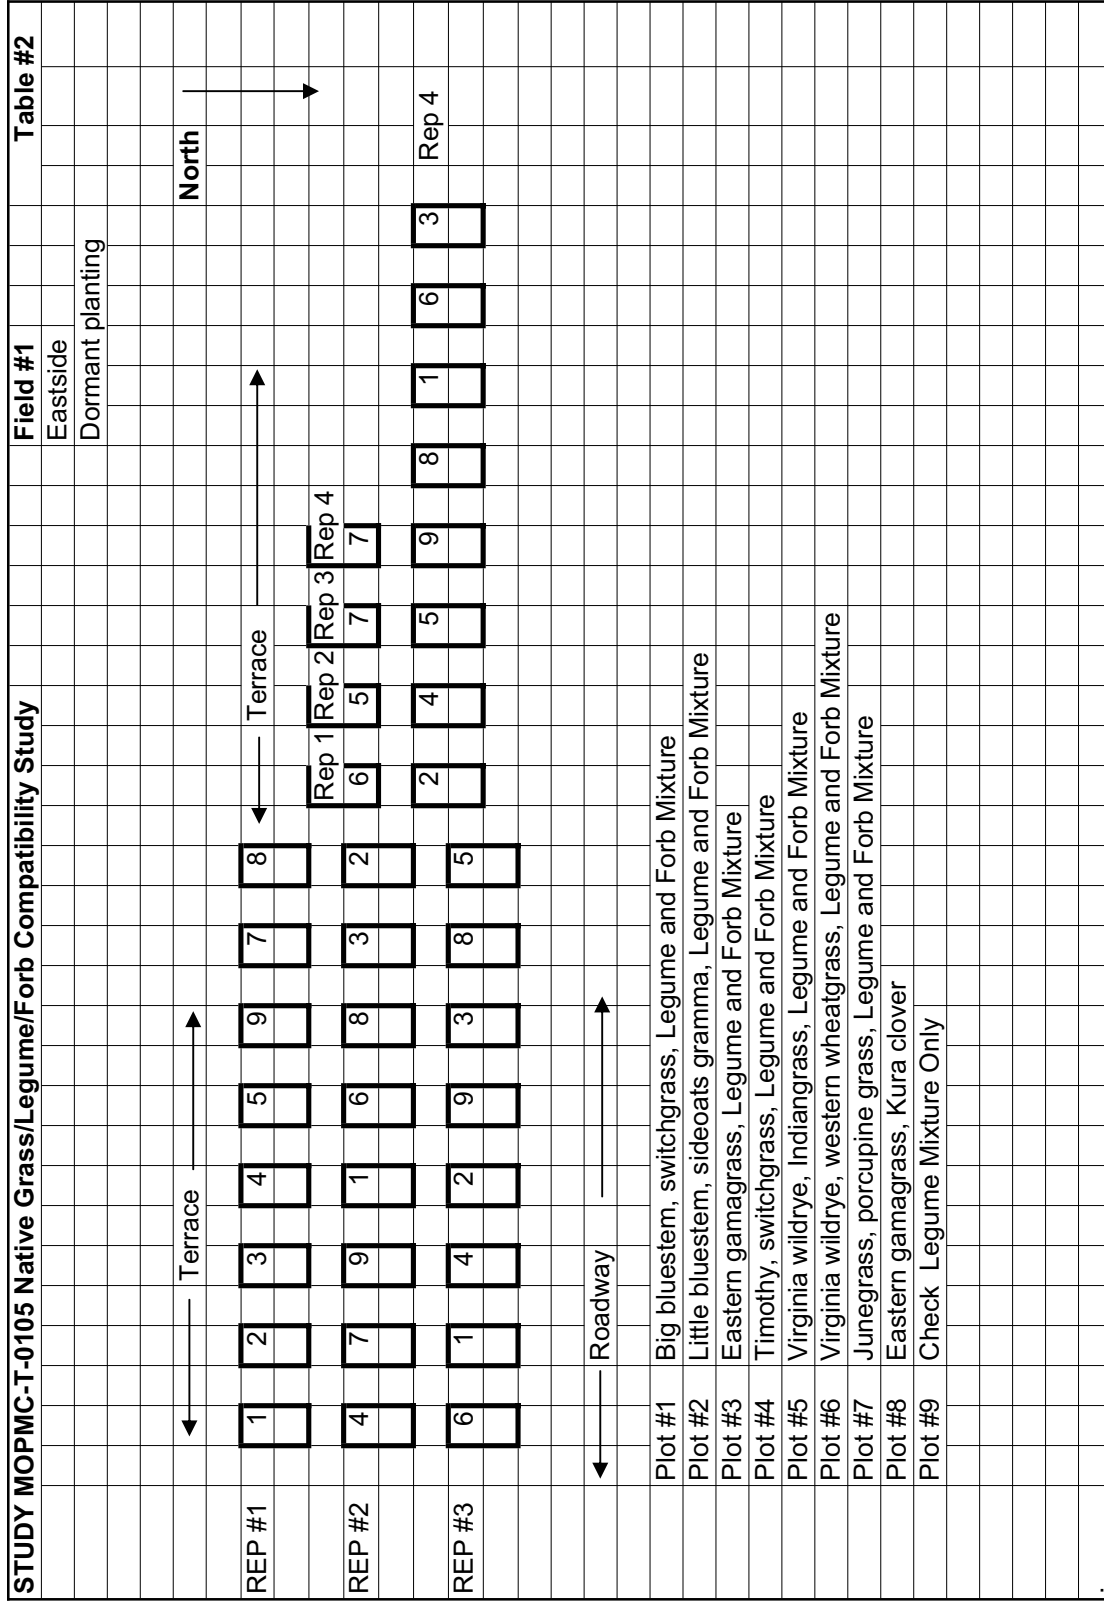 STUDY MOPMC-T-0105 Native Grass/Legume/Forb Compatibility Study Field #1 Table #2
Eastside
Dormant planting
Terrace North
REP #1 1 2 3 4 5 9 7 8 Terrace
Rep 1 Rep 2 Rep 3 Rep 4
REP #2 4 7 9 1 6 8 3 2 6 5 7 7
2 4 5 9 8 1 6 3 Rep 4
REP #3 6 1 4 2 9 3 8 5
Roadway
Plot #1 Big bluestem, switchgrass, Legume and Forb Mixture
Plot #2 Little bluestem, sideoats gramma, Legume and Forb Mixture
Plot #3 Eastern gamagrass, Legume and Forb Mixture
Plot #4 Timothy, switchgrass, Legume and Forb Mixture
Plot #5 Virginia wildrye, Indiangrass, Legume and Forb Mixture
Plot #6 Virginia wildrye, western wheatgrass, Legume and Forb Mixture
Plot #7 Junegrass, porcupine grass, Legume and Forb Mixture
Plot #8 Eastern gamagrass, Kura clover
Plot #9 Check Legume Mixture Only
.